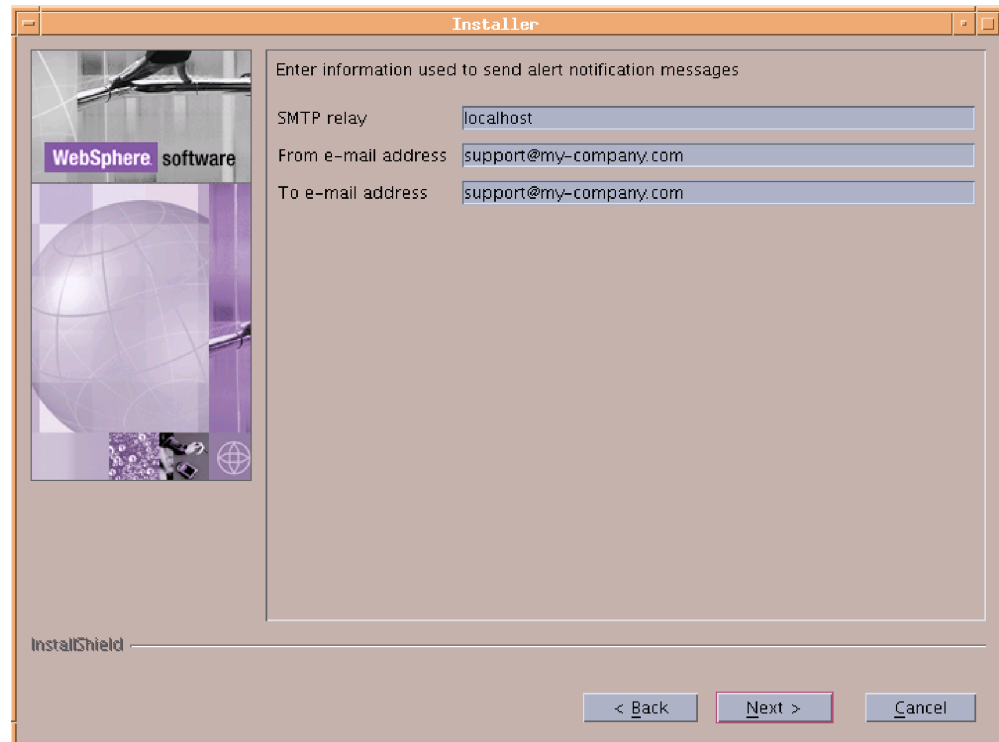 Installer
WebSphere. software
Enter information used to send alert notification messages
SMTP relay localhost
From e-mail address support@my-company.com
To e-mail address support@my-company.com
InstallShield
< Back Next > Cancel